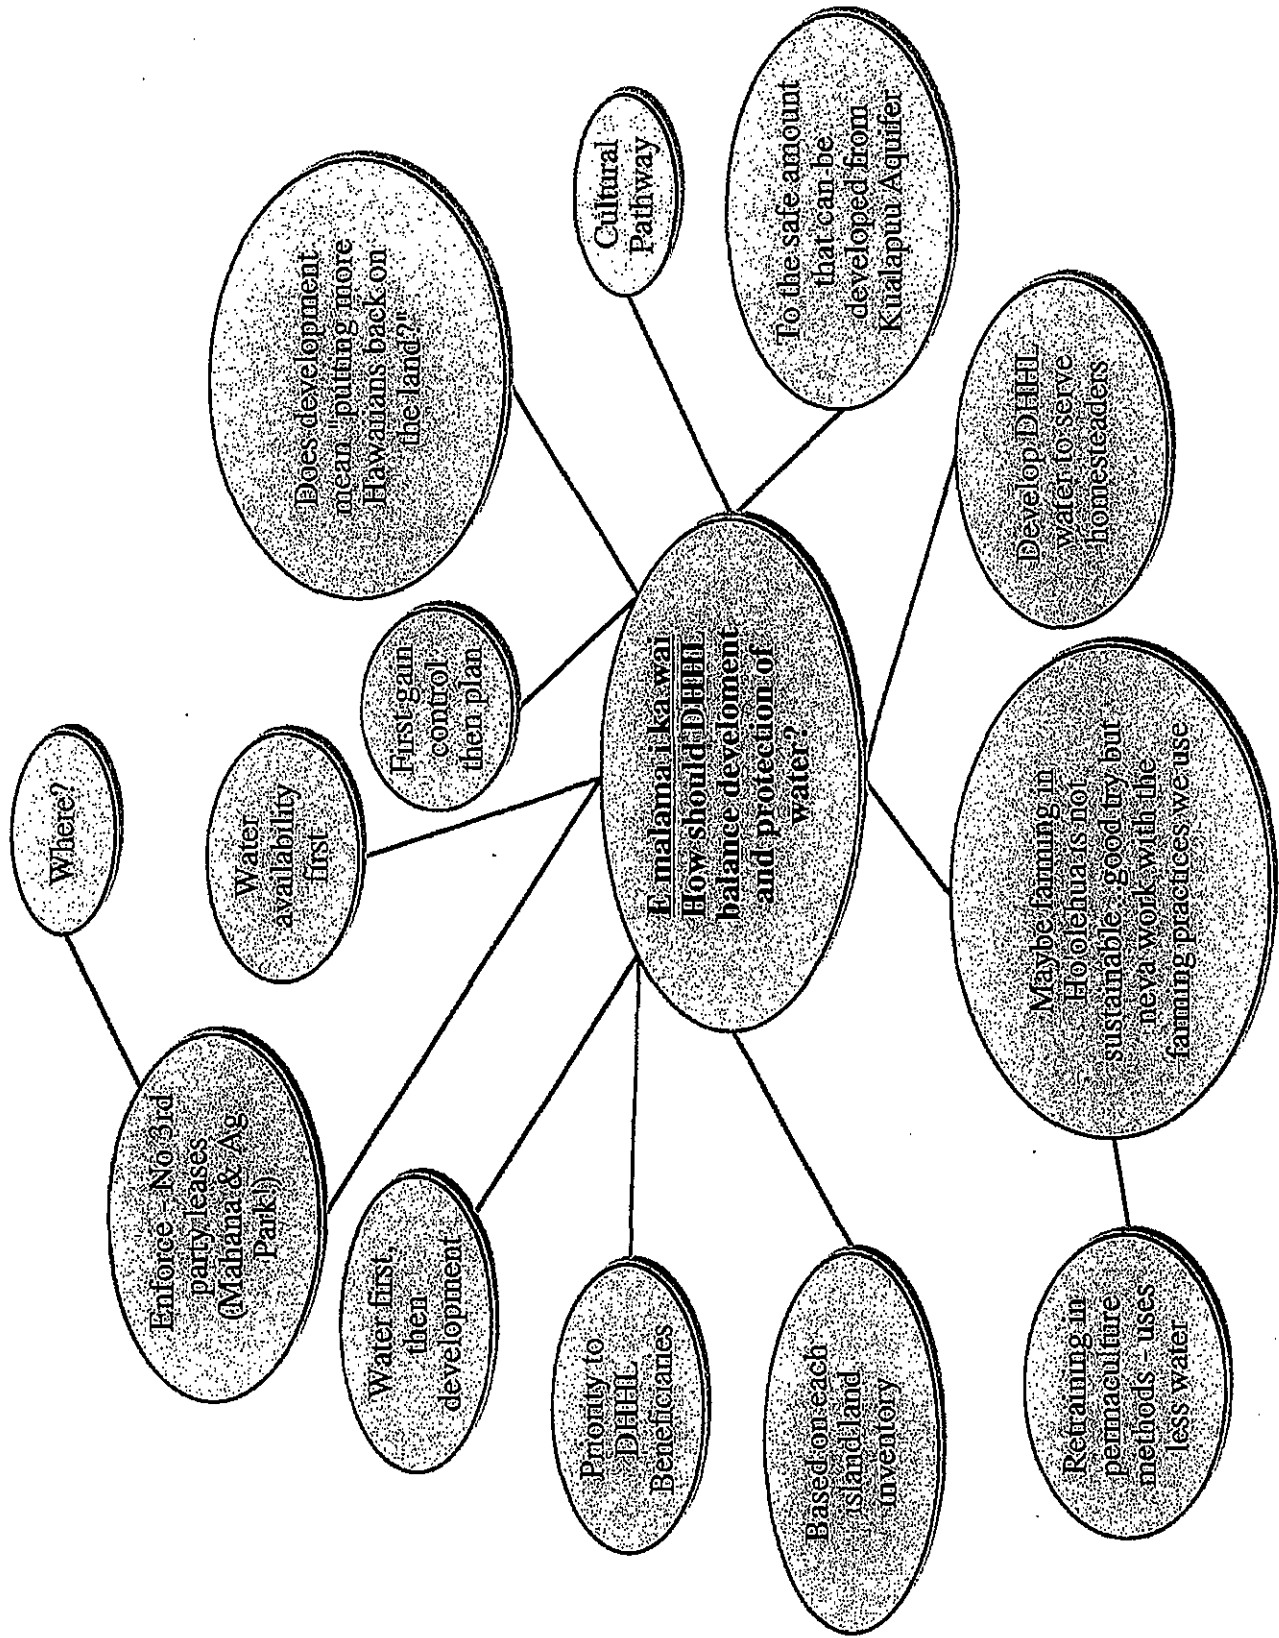 Where?
Enforce – No 3rd
party leases
(Mahana & Ag
Park!)
Water
availability
first
First gain
control
then plan
Does development
mean "putting more
Hawaiians back on
the land?"
Water first,
then
development
Cultural
Pathway
E malama i ka wai
How should DHHL
balance develoment
and protection of
water?
Priority to
DHHL
Beneficiaries
To the safe amount
that can be
developed from
Kualapuu Aquifer
Based on each
island land
inventory
Develop DHHL
water to serve
homesteaders
Maybe farming in
Hoolehua is not
sustainable...good try but
neva work with the
farming practices we use
Retraining in
permaculture
methods – uses
less water